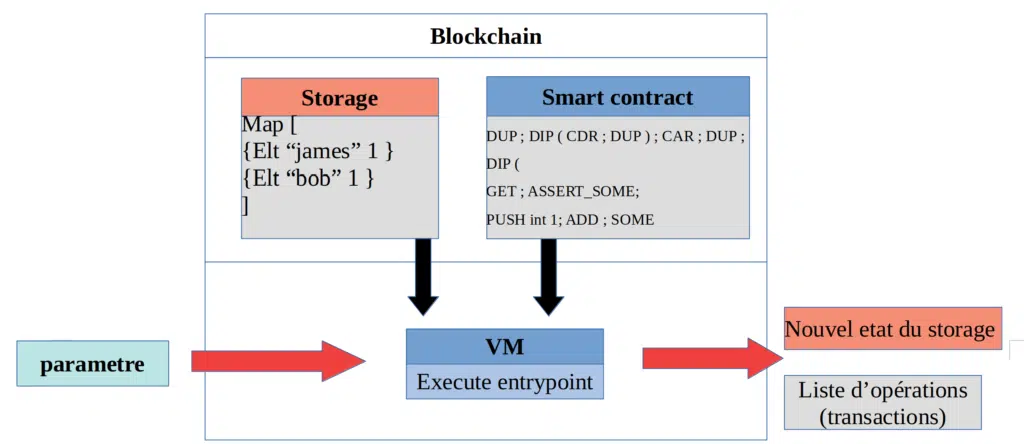 Blockchain
Storage
Map [
{Elt “james” 1 }
{Elt “bob” 1 }
]
Smart contract
DUP ; DIP ( CDR ; DUP ) ; CAR ; DUP ;
DIP (
GET ; ASSERT_SOME;
PUSH int 1; ADD ; SOME
parametre
VM
Execute entrypoint
Nouvel etat du storage
Liste d’opérations
(transactions)